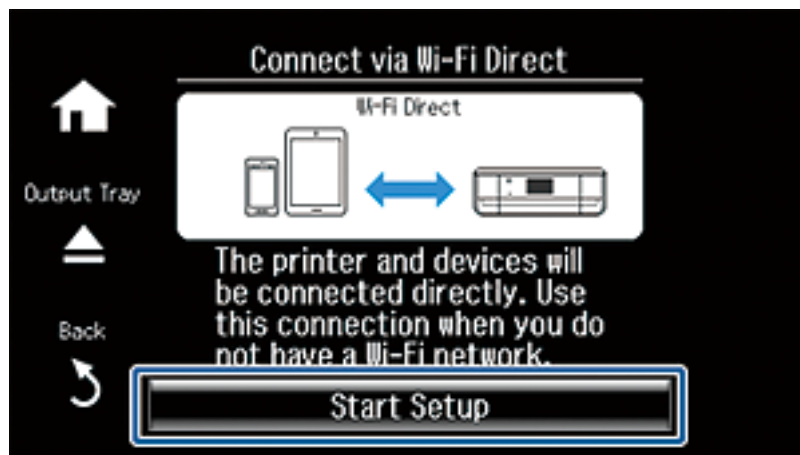 Connect via Wi-Fi Direct
Wi-Fi Direct
Output Tray
The printer and devices will
be connected directly. Use
this connection when you do
not have a Wi-Fi network.
Back
Start Setup